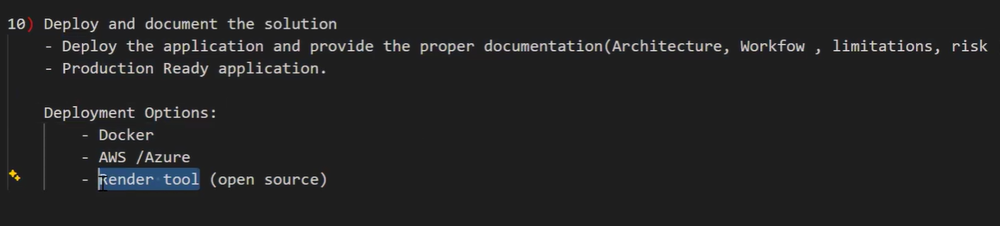 10) Deploy and document the solution
- Deploy the application and provide the proper documentation(Architecture, Workfow , limitations, risk
- Production Ready application.
Deployment Options:
- Docker
- AWS /Azure
- Render tool (open source)